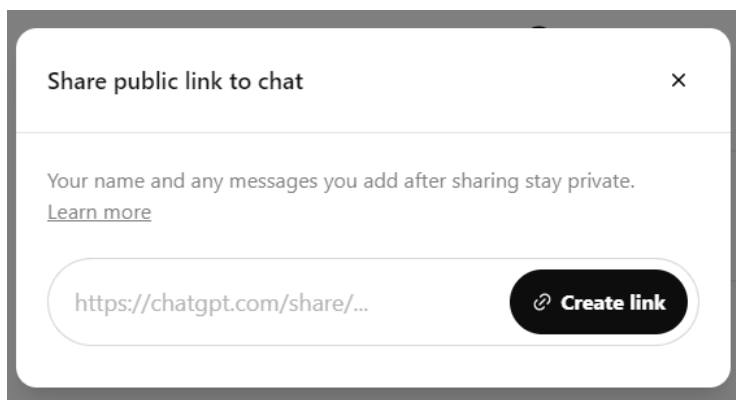 Share public link to chat
Your name and any messages you add after sharing stay private.
Learn more
https://chatgpt.com/share/...
Create link